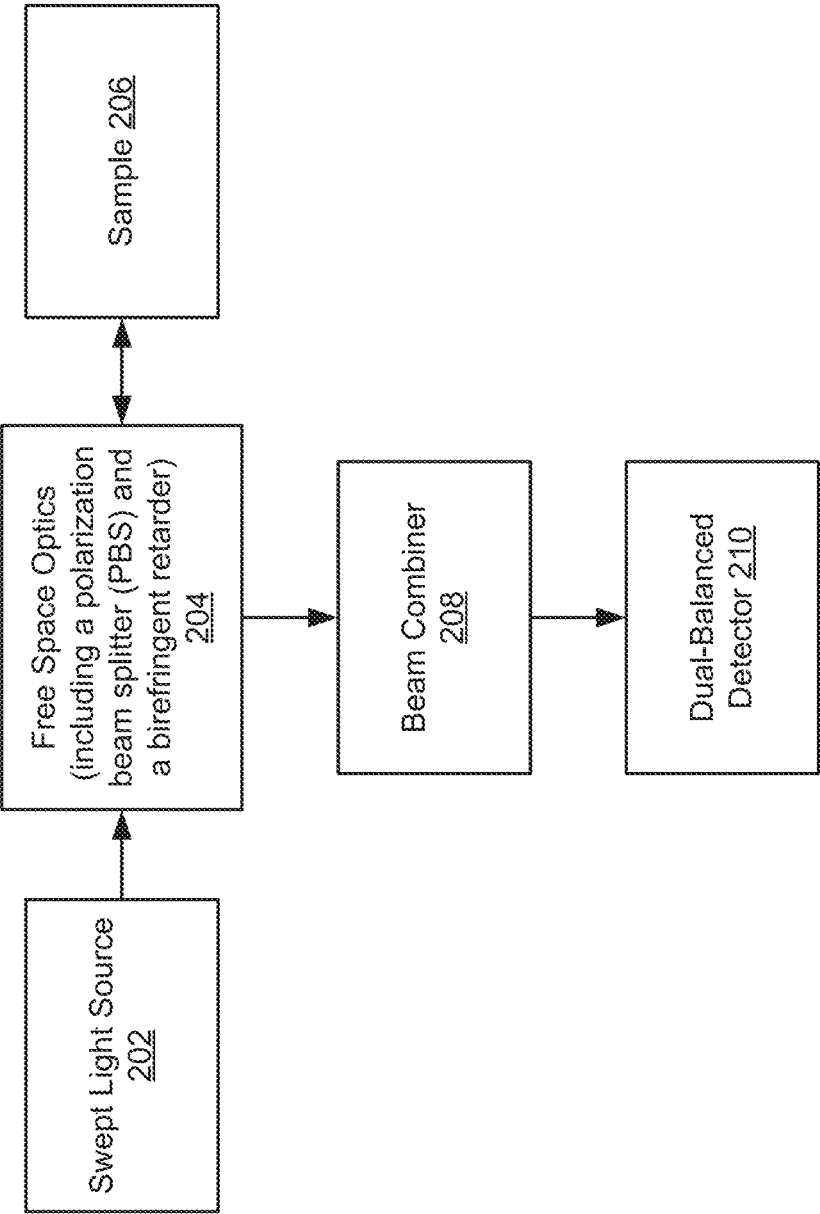 Swept Light Source
202
Free Space Optics
(including a polarization
beam splitter (PBS) and
a birefringent retarder)
204
Sample 206
Beam Combiner
208
Dual-Balanced
Detector 210